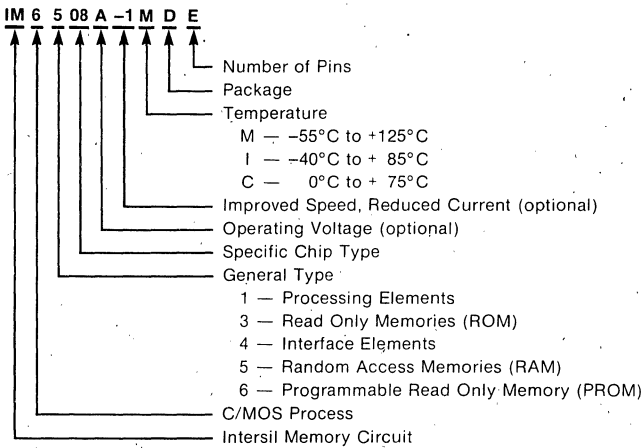 IM 6 5 08 A -1 M D E
Number of Pins
Package
Temperature
M — -55°C to +125°C
I — -40°C to + 85°C
C — 0°C to + 75°C
Improved Speed, Reduced Current (optional)
Operating Voltage (optional)
Specific Chip Type
General Type
1 — Processing Elements
3 — Read Only Memories (ROM)
4 — Interface Elements
5 — Random Access Memories (RAM)
6 — Programmable Read Only Memory (PROM)
C/MOS Process
Intersil Memory Circuit